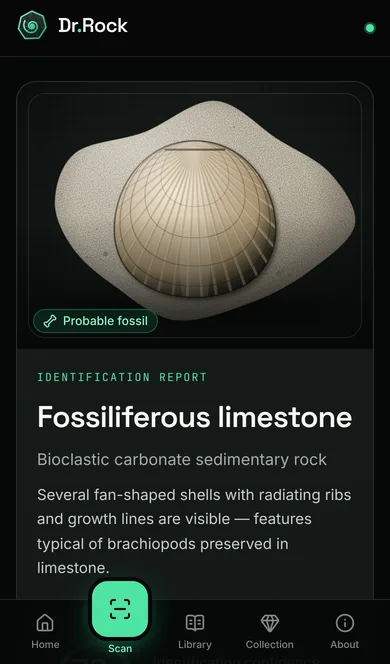 Dr.Rock
Probable fossil
IDENTIFICATION REPORT
Fossiliferous limestone
Bioclastic carbonate sedimentary rock
Several fan-shaped shells with radiating ribs
and growth lines are visible — features
typical of brachiopods preserved in
limestone.
Home
Scan
Library
Collection
About